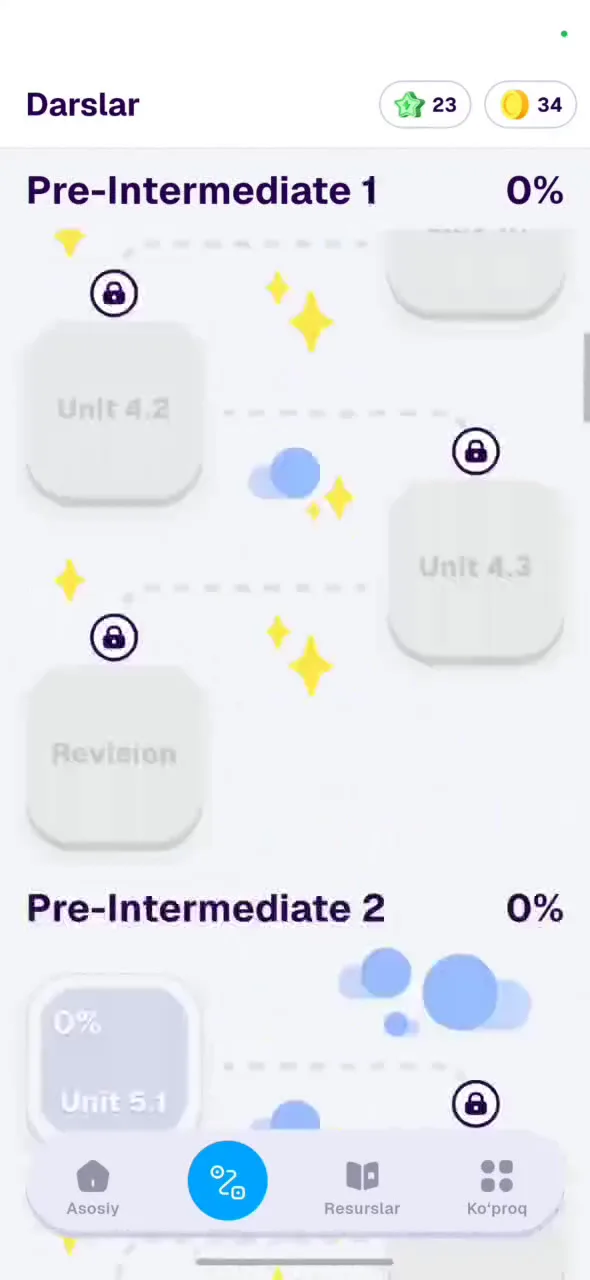 Darslar
23
34
Pre-Intermediate 1
0%
Unit 4.2
Unit 4.3
Revision
Pre-Intermediate 2
0%
0%
Unit 5.1
Asosiy
Resurslar
Ko'proq